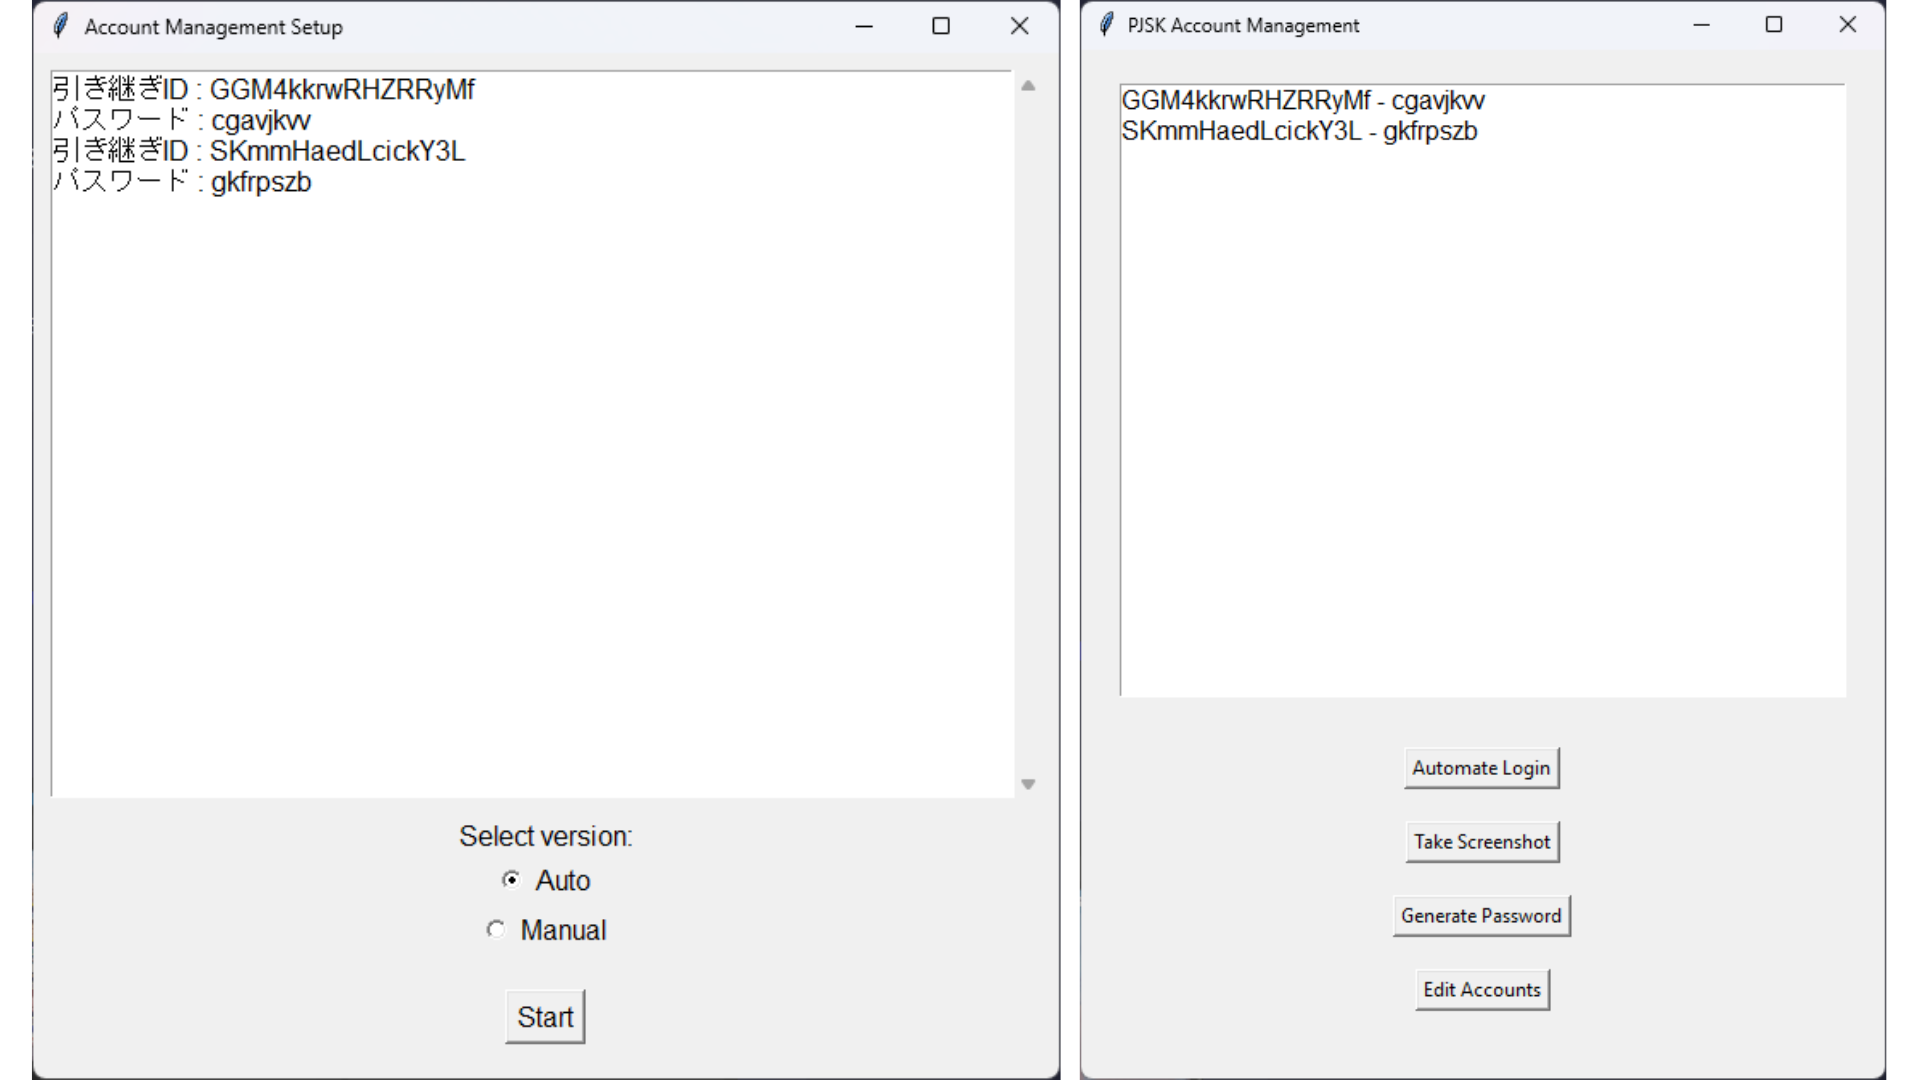 Account Management Setup
引き継ぎID : GGM4kkrwRHZRRyMf
パスワード : cgavjkvv
引き継ぎID : SKmmHaedLcickY3L
パスワード : gkfrpszb
Select version:
Auto
Manual
Start
PJSK Account Management
GGM4kkrwRHZRRyMf - cgavjkvv
SKmmHaedLcickY3L - gkfrpszb
Automate Login
Take Screenshot
Generate Password
Edit Accounts